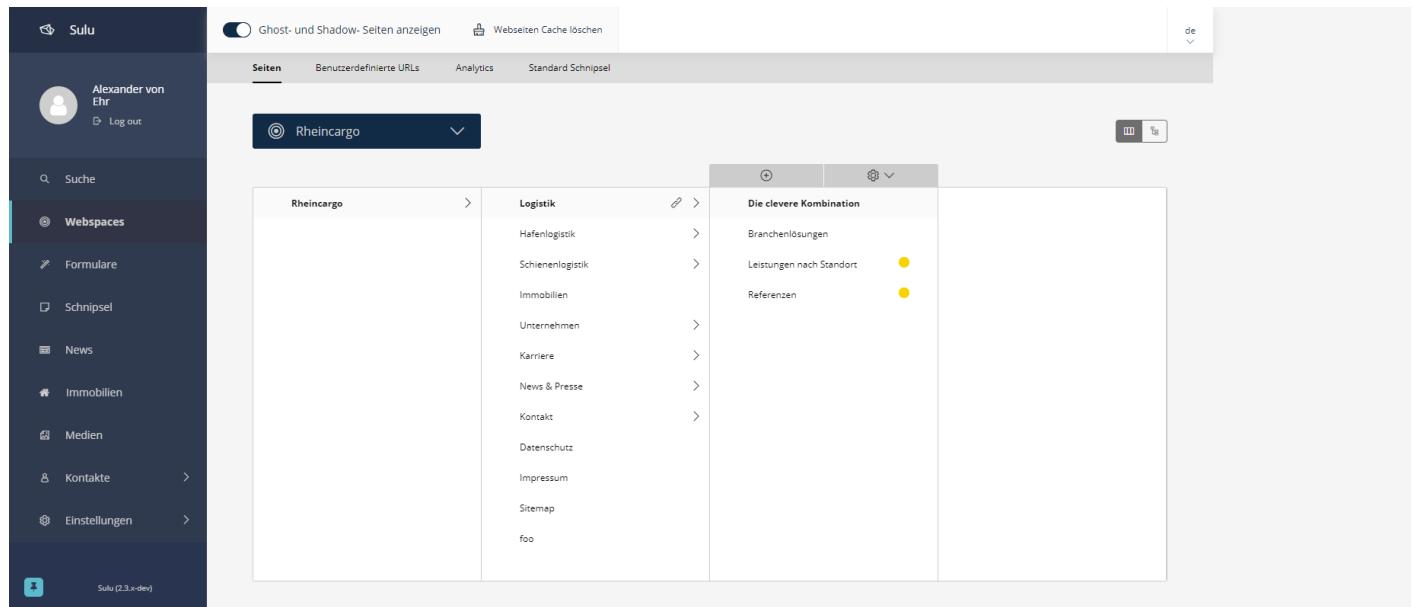 Sulu
Alexander von
Ehr
Log out
Suche
Webspaces
Formulare
Schnipsel
News
Immobilien
Medien
Kontakte
Einstellungen
Sulu (2.3.x-dev)
Ghost- und Shadow- Seiten anzeigen
Webseiten Cache löschen
de
Seiten
Benutzerdefinierte URLs
Analytics
Standard Schnipsel
Rheincargo
Rheincargo
Logistik
Hafenlogistik
Schienenlogistik
Immobilien
Unternehmen
Karriere
News & Presse
Kontakt
Datenschutz
Impressum
Sitemap
foo
Die clevere Kombination
Branchenlösungen
Leistungen nach Standort
Referenzen